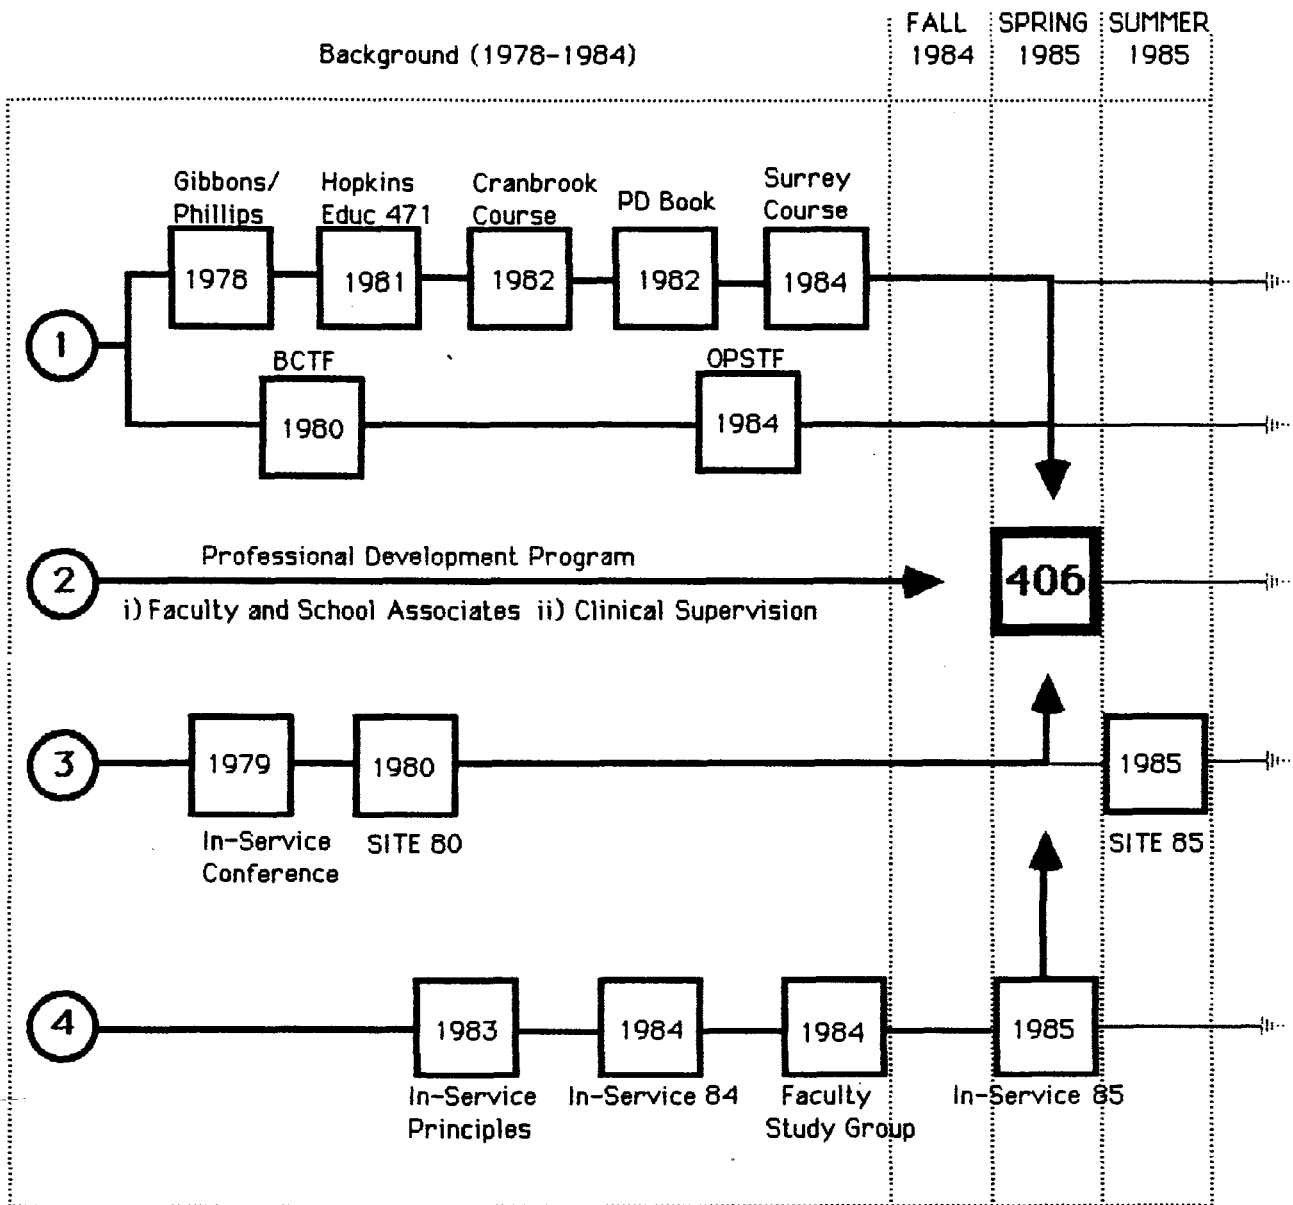 Background (1978-1984)
FALL
1984
SPRING
1985
SUMMER
1985
Gibbons/
Phillips
Hopkins
Educ 471
Cranbrook
Course
PD Book
Surrey
Course
1978
1981
1982
1982
1984
1
BCTF
OPSTF
1980
1984
2
Professional Development Program
i) Faculty and School Associates ii) Clinical Supervision
406
3
1979
1980
1985
In-Service
Conference
SITE 80
SITE 85
4
1983
1984
1984
1985
In-Service
Principles
In-Service 84
Faculty
Study Group
In-Service 85